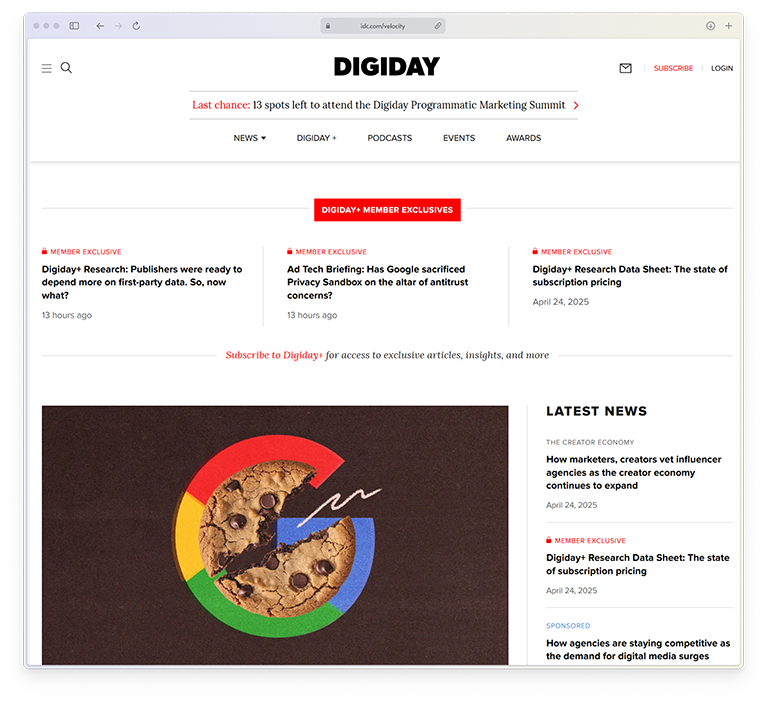 idc.com/velocity
DIGIDAY
SUBSCRIBE
LOGIN
Last chance: 13 spots left to attend the Digiday Programmatic Marketing Summit
NEWS
DIGIDAY +
PODCASTS
EVENTS
AWARDS
DIGIDAY+ MEMBER EXCLUSIVES
MEMBER EXCLUSIVE
Digiday+ Research: Publishers were ready to
depend more on first-party data. So, now
what?
13 hours ago
MEMBER EXCLUSIVE
Ad Tech Briefing: Has Google sacrificed
Privacy Sandbox on the altar of antitrust
concerns?
13 hours ago
MEMBER EXCLUSIVE
Digiday+ Research Data Sheet: The state of
subscription pricing
April 24, 2025
Subscribe to Digiday+ for access to exclusive articles, insights, and more
LATEST NEWS
THE CREATOR ECONOMY
How marketers, creators vet influencer
agencies as the creator economy
continues to expand
April 24, 2025
MEMBER EXCLUSIVE
Digiday+ Research Data Sheet: The state
of subscription pricing
April 24, 2025
SPONSORED
How agencies are staying competitive as
the demand for digital media surges